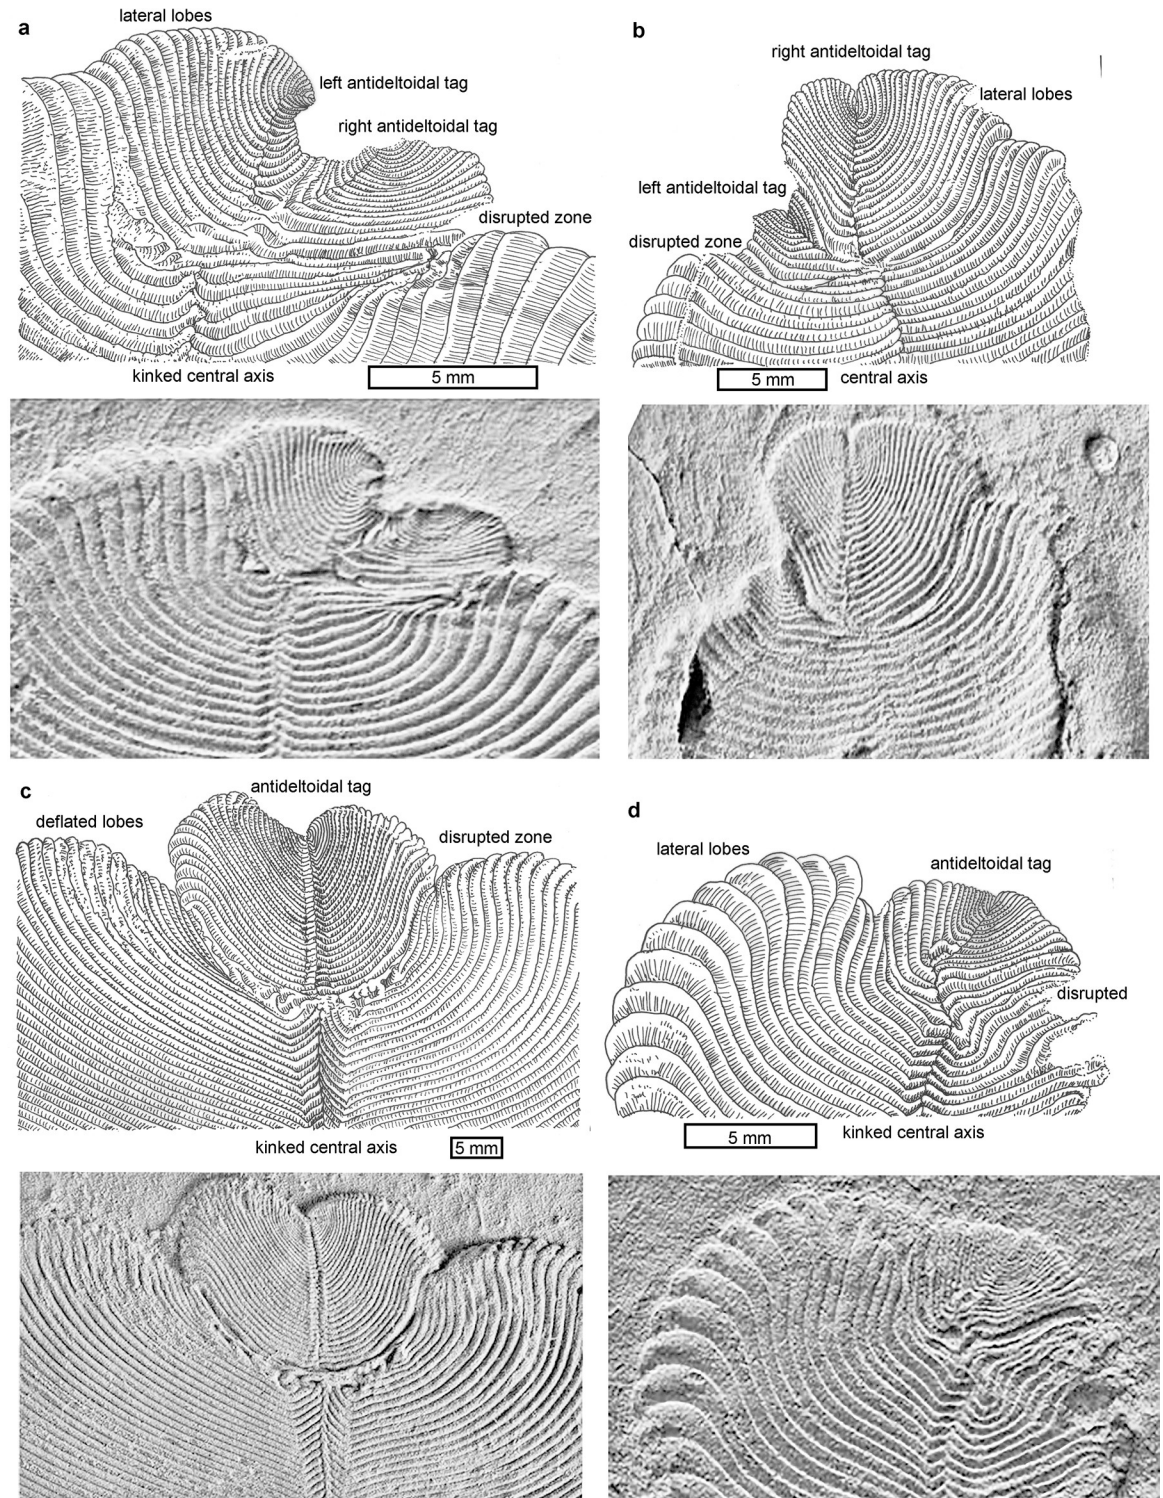 a
lateral lobes
left antideltoidal tag
right antideltoidal tag
disrupted zone
kinked central axis
5 mm
b
right antideltoidal tag
lateral lobes
left antideltoidal tag
disrupted zone
5 mm
central axis
c
antideltoidal tag
deflated lobes
disrupted zone
kinked central axis
5 mm
d
lateral lobes
antideltoidal tag
disrupted
5 mm
kinked central axis